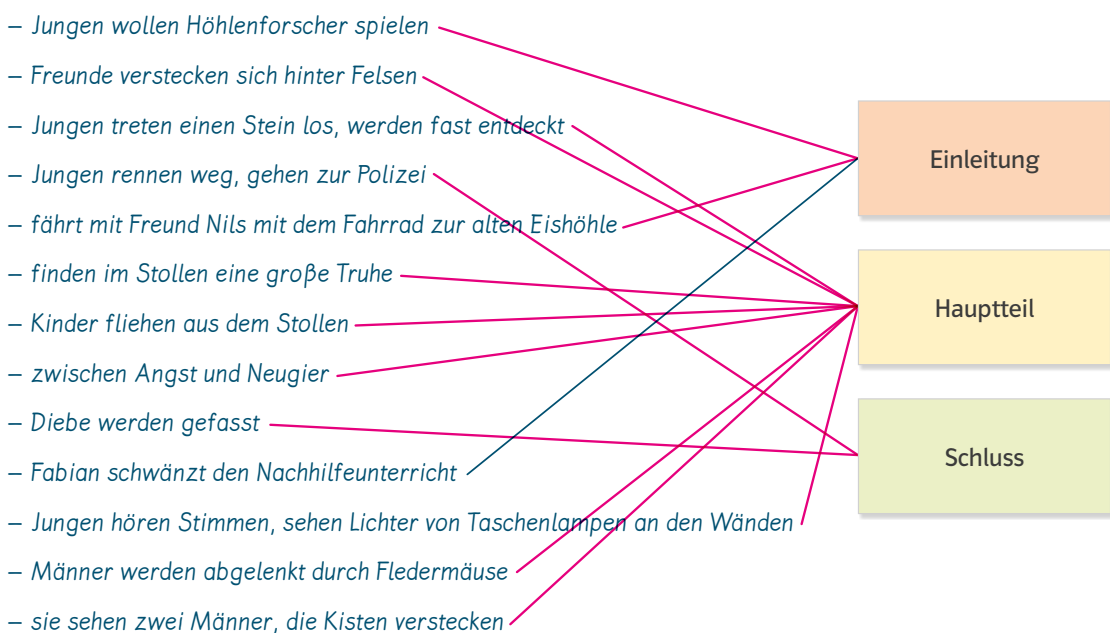 – Jungen wollen Höhlenforscher spielen
– Freunde verstecken sich hinter Felsen
– Jungen treten einen Stein los, werden fast entdeckt
– Jungen rennen weg, gehen zur Polizei
– fährt mit Freund Nils mit dem Fahrrad zur alten Eishöhle
– finden im Stollen eine große Truhe
– Kinder fliehen aus dem Stollen
– zwischen Angst und Neugier
– Diebe werden gefasst
– Fabian schwänzt den Nachhilfeunterricht
– Jungen hören Stimmen, sehen Lichter von Taschenlampen an den Wänden
– Männer werden abgelenkt durch Fledermäuse
– sie sehen zwei Männer, die Kisten verstecken
Einleitung
Hauptteil
Schluss